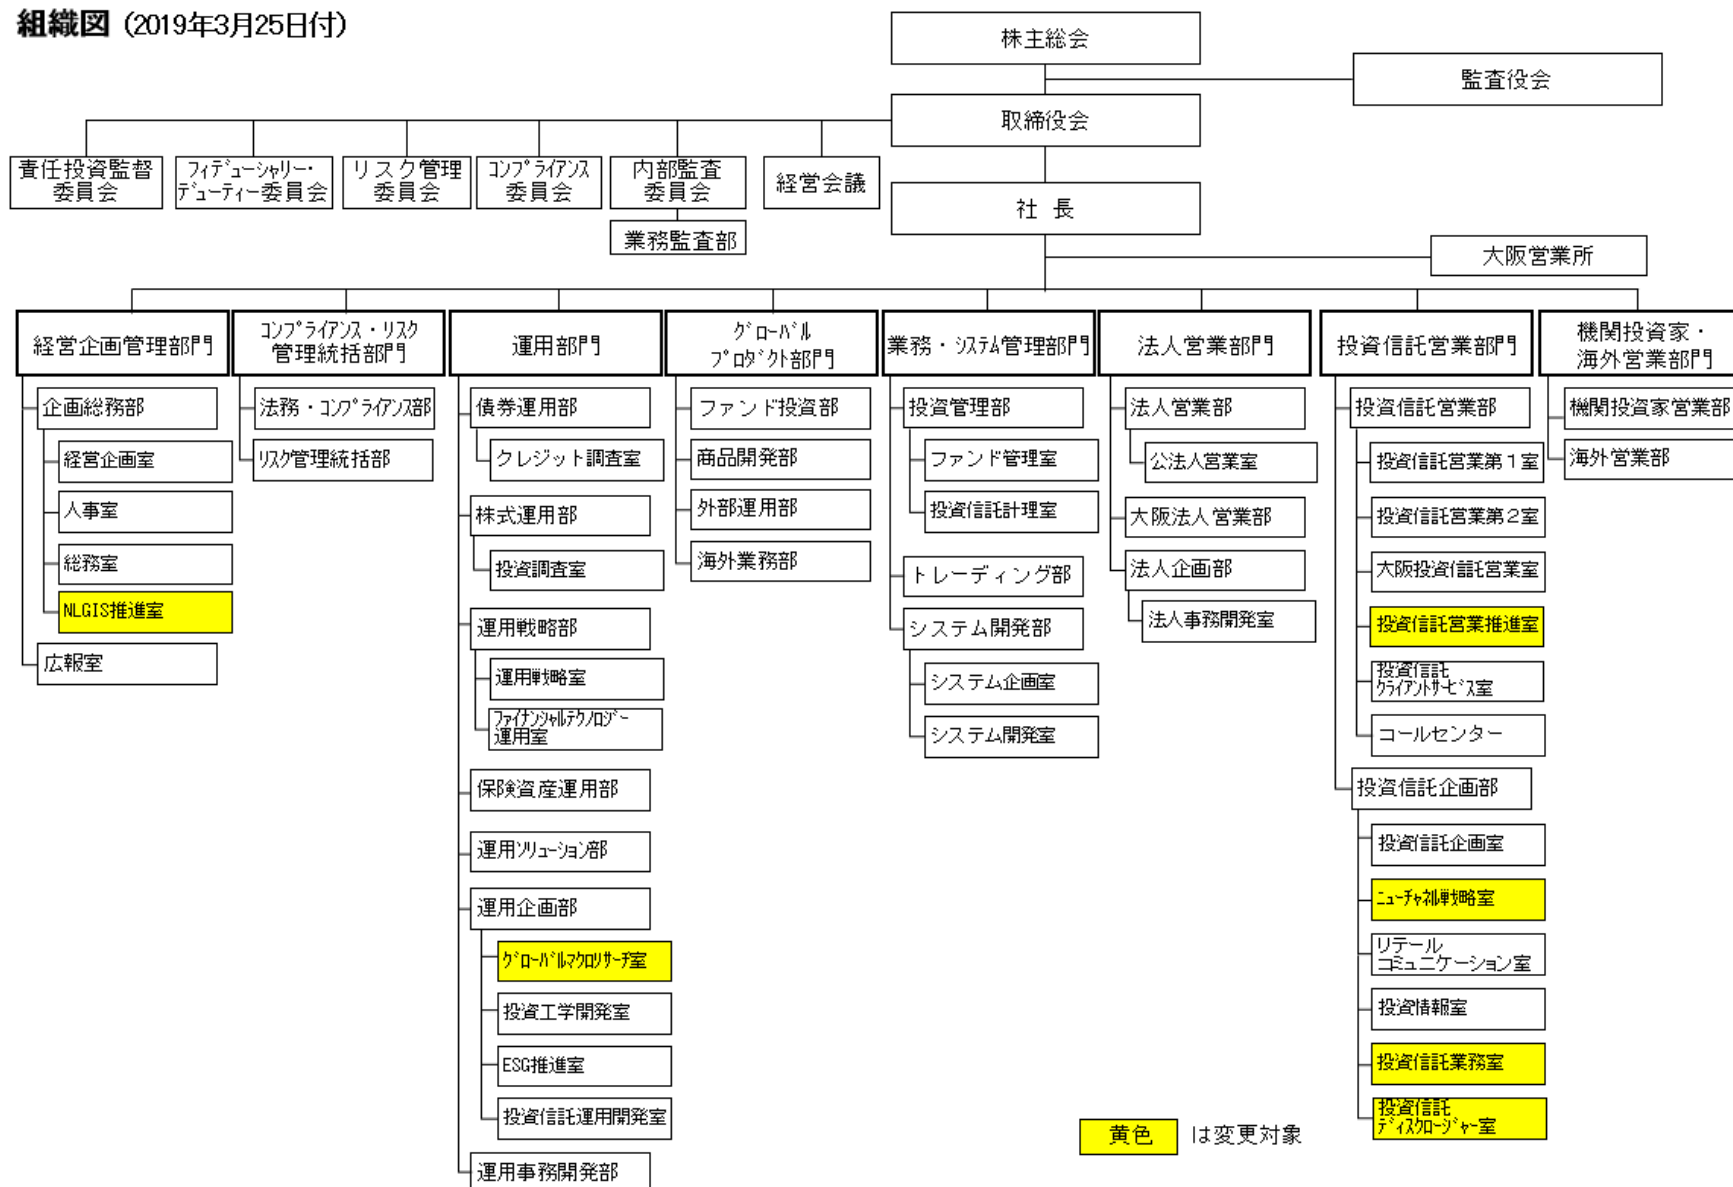 組織図 (2019年3月25日付)
株主総会
監査役会
取締役会
責任投資監督
委員会
フィデューシャリー・
デューティー委員会
リスク管理
委員会
コンプライアンス
委員会
内部監査
委員会
経営会議
業務監査部
社 長
大阪営業所
経営企画管理部門
企画総務部
経営企画室
人事室
総務室
NLGIS推進室
広報室
コンプライアンス・リスク
管理統括部門
法務・コンプライアンス部
リスク管理統括部
運用部門
債券運用部
クレジット調査室
株式運用部
投資調査室
運用戦略部
運用戦略室
ファイナンシャルテクノロジー
運用室
保険資産運用部
運用ソリューション部
運用企画部
グローバルマクロリサーチ室
投資工学開発室
ESG推進室
投資信託運用開発室
運用事務開発部
グローバル
プロダクト部門
ファンド投資部
商品開発部
外部運用部
海外業務部
業務・システム管理部門
投資管理部
ファンド管理室
投資信託計理室
トレーディング部
システム開発部
システム企画室
システム開発室
法人営業部門
法人営業部
公法人営業室
大阪法人営業部
法人企画部
法人事務開発室
投資信託営業部門
投資信託営業部
投資信託営業第1室
投資信託営業第2室
大阪投資信託営業室
投資信託営業推進室
投資信託
クライアントサービス室
コールセンター
投資信託企画部
投資信託企画室
ニューチャネル戦略室
リテール
コミュニケーション室
投資情報室
投資信託業務室
投資信託
ディスクロージャー室
機関投資家・
海外営業部門
機関投資家営業部
海外営業部
黄色 は変更対象